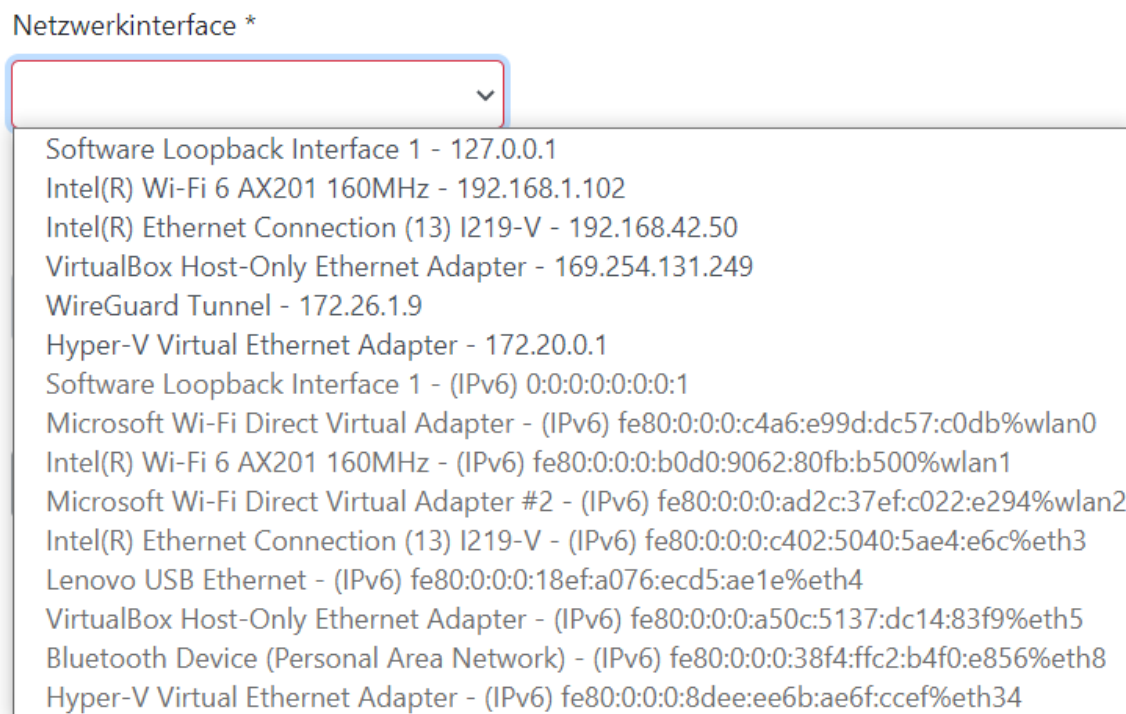 Netzwerkinterface *
Software Loopback Interface 1 - 127.0.0.1
Intel(R) Wi-Fi 6 AX201 160MHz - 192.168.1.102
Intel(R) Ethernet Connection (13) I219-V - 192.168.42.50
VirtualBox Host-Only Ethernet Adapter - 169.254.131.249
WireGuard Tunnel - 172.26.1.9
Hyper-V Virtual Ethernet Adapter - 172.20.0.1
Software Loopback Interface 1 - (IPv6) 0:0:0:0:0:0:0:1
Microsoft Wi-Fi Direct Virtual Adapter - (IPv6) fe80:0:0:0:c4a6:e99d:dc57:c0db%wlan0
Intel(R) Wi-Fi 6 AX201 160MHz - (IPv6) fe80:0:0:0:b0d0:9062:80fb:b500%wlan1
Microsoft Wi-Fi Direct Virtual Adapter #2 - (IPv6) fe80:0:0:0:ad2c:37ef:c022:e294%wlan2
Intel(R) Ethernet Connection (13) I219-V - (IPv6) fe80:0:0:0:c402:5040:5ae4:e6c%eth3
Lenovo USB Ethernet - (IPv6) fe80:0:0:0:18ef:a076:ecd5:ae1e%eth4
VirtualBox Host-Only Ethernet Adapter - (IPv6) fe80:0:0:0:a50c:5137:dc14:83f9%eth5
Bluetooth Device (Personal Area Network) - (IPv6) fe80:0:0:0:38f4:ffc2:b4f0:e856%eth8
Hyper-V Virtual Ethernet Adapter - (IPv6) fe80:0:0:0:8dee:ee6b:ae6f:ccef%eth34